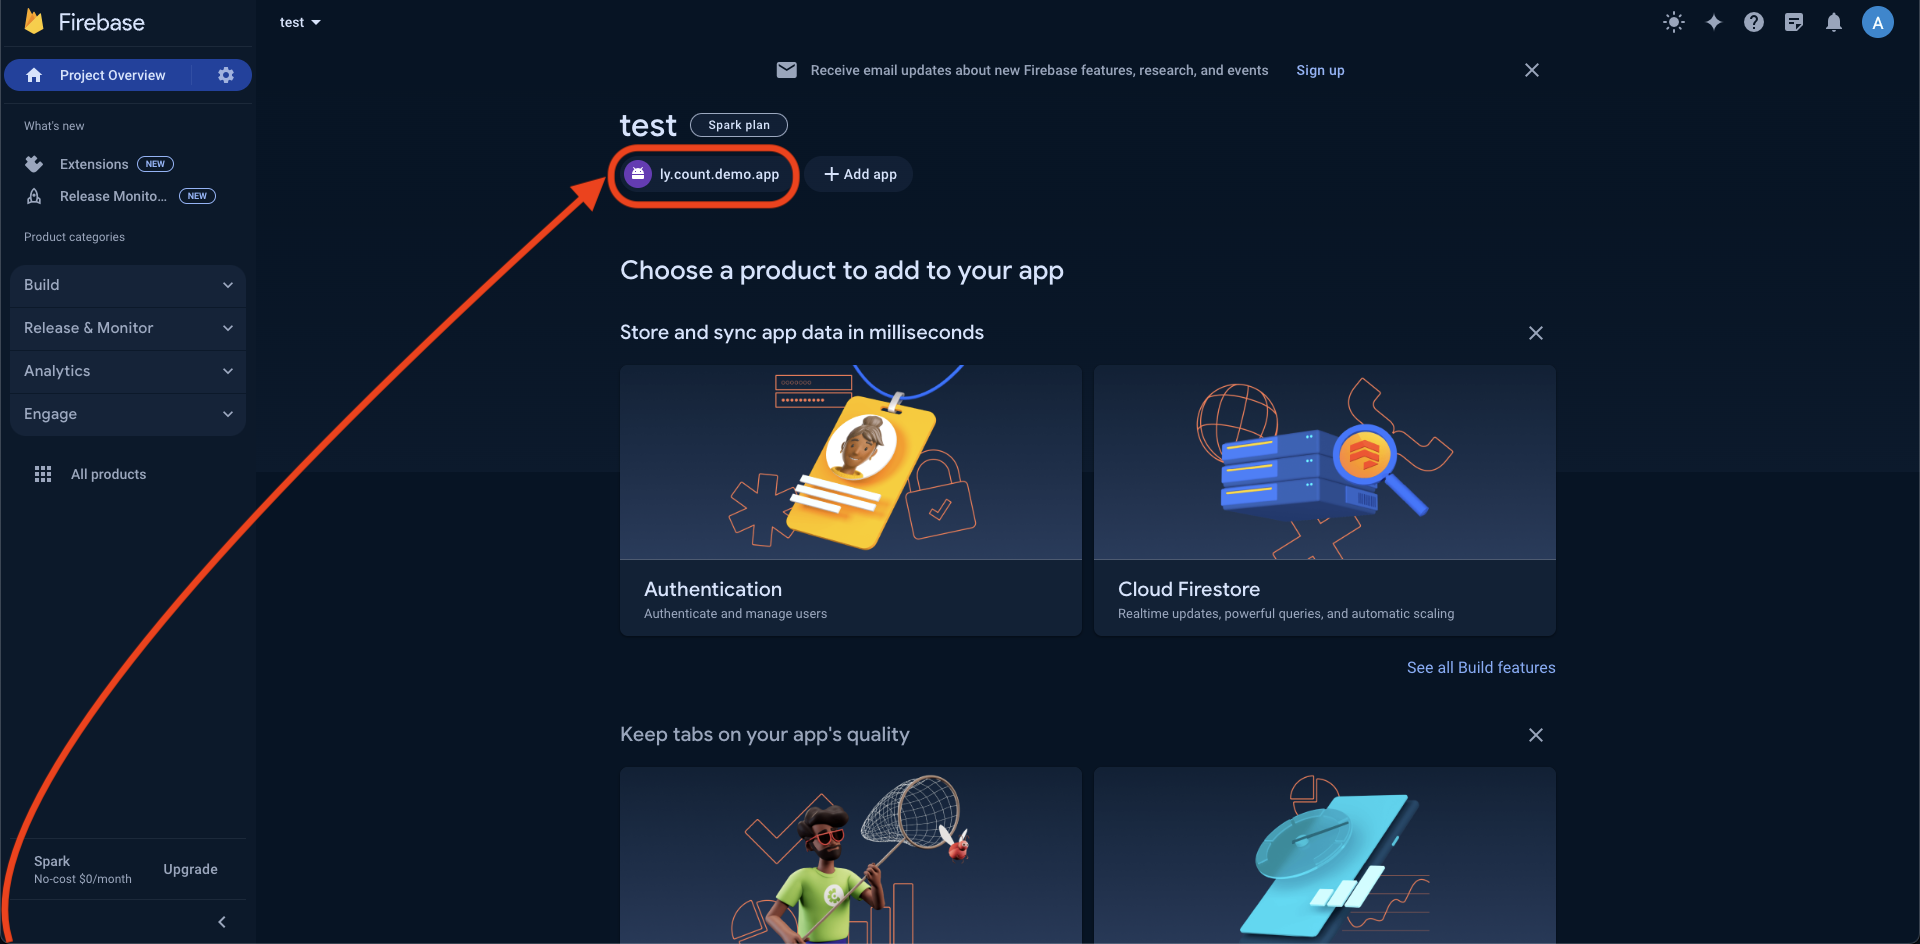 Firebase
test
A
Project Overview
Receive email updates about new Firebase features, research, and events Sign up
What's new
Extensions NEW
Release Monito... NEW
Product categories
Build
Release & Monitor
Analytics
Engage
All products
Spark
No-cost $0/month
Upgrade
test Spark plan
ly.count.demo.app
Add app
Choose a product to add to your app
Store and sync app data in milliseconds
Authentication
Authenticate and manage users
Cloud Firestore
Realtime updates, powerful queries, and automatic scaling
See all Build features
Keep tabs on your app's quality